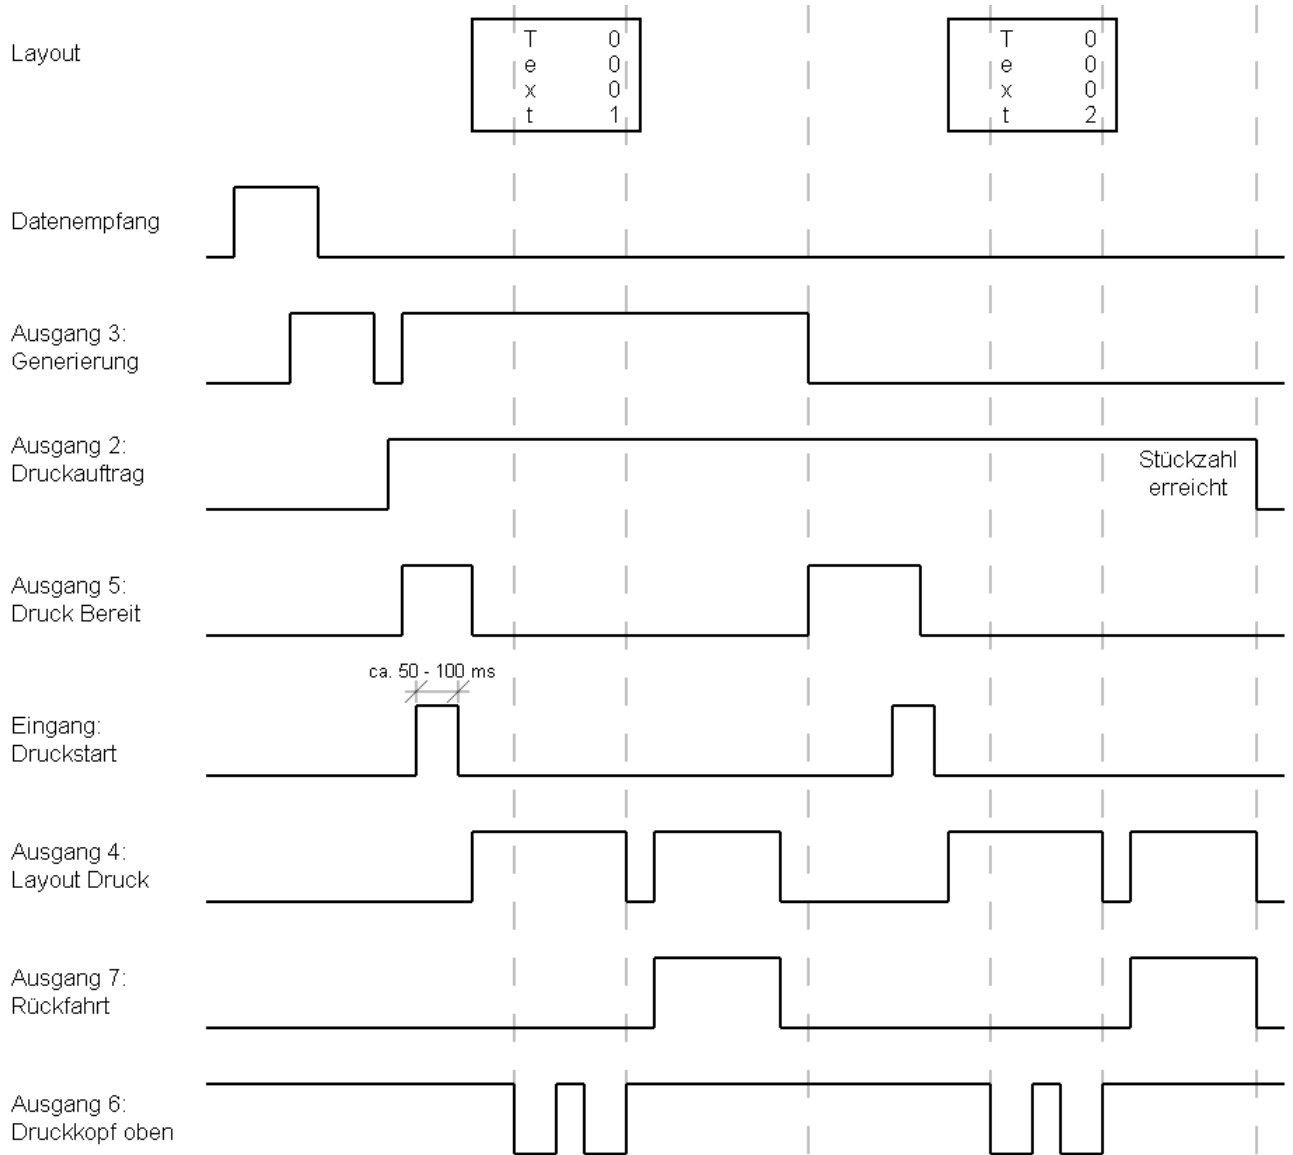 Layout
T 0
e 0
x 0
t 1
T 0
e 0
x 0
t 2
Datenempfang
Ausgang 3:
Generierung
Ausgang 2:
Druckauftrag
Stückzahl
erreicht
Ausgang 5:
Druck Bereit
ca. 50 - 100 ms
Eingang:
Druckstart
Ausgang 4:
Layout Druck
Ausgang 7:
Rückfahrt
Ausgang 6:
Druckkopf oben